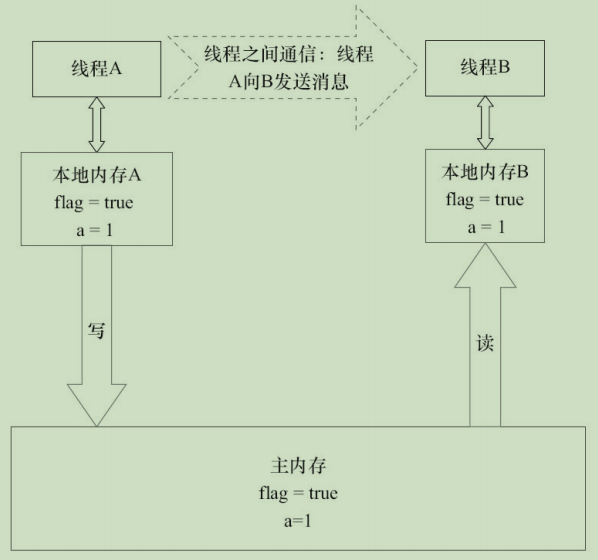 线程A
线程之间通信：线程
A向B发送消息
线程B
本地内存A
flag = true
a = 1
本地内存B
flag = true
a = 1
写
读
主内存
flag = true
a=1